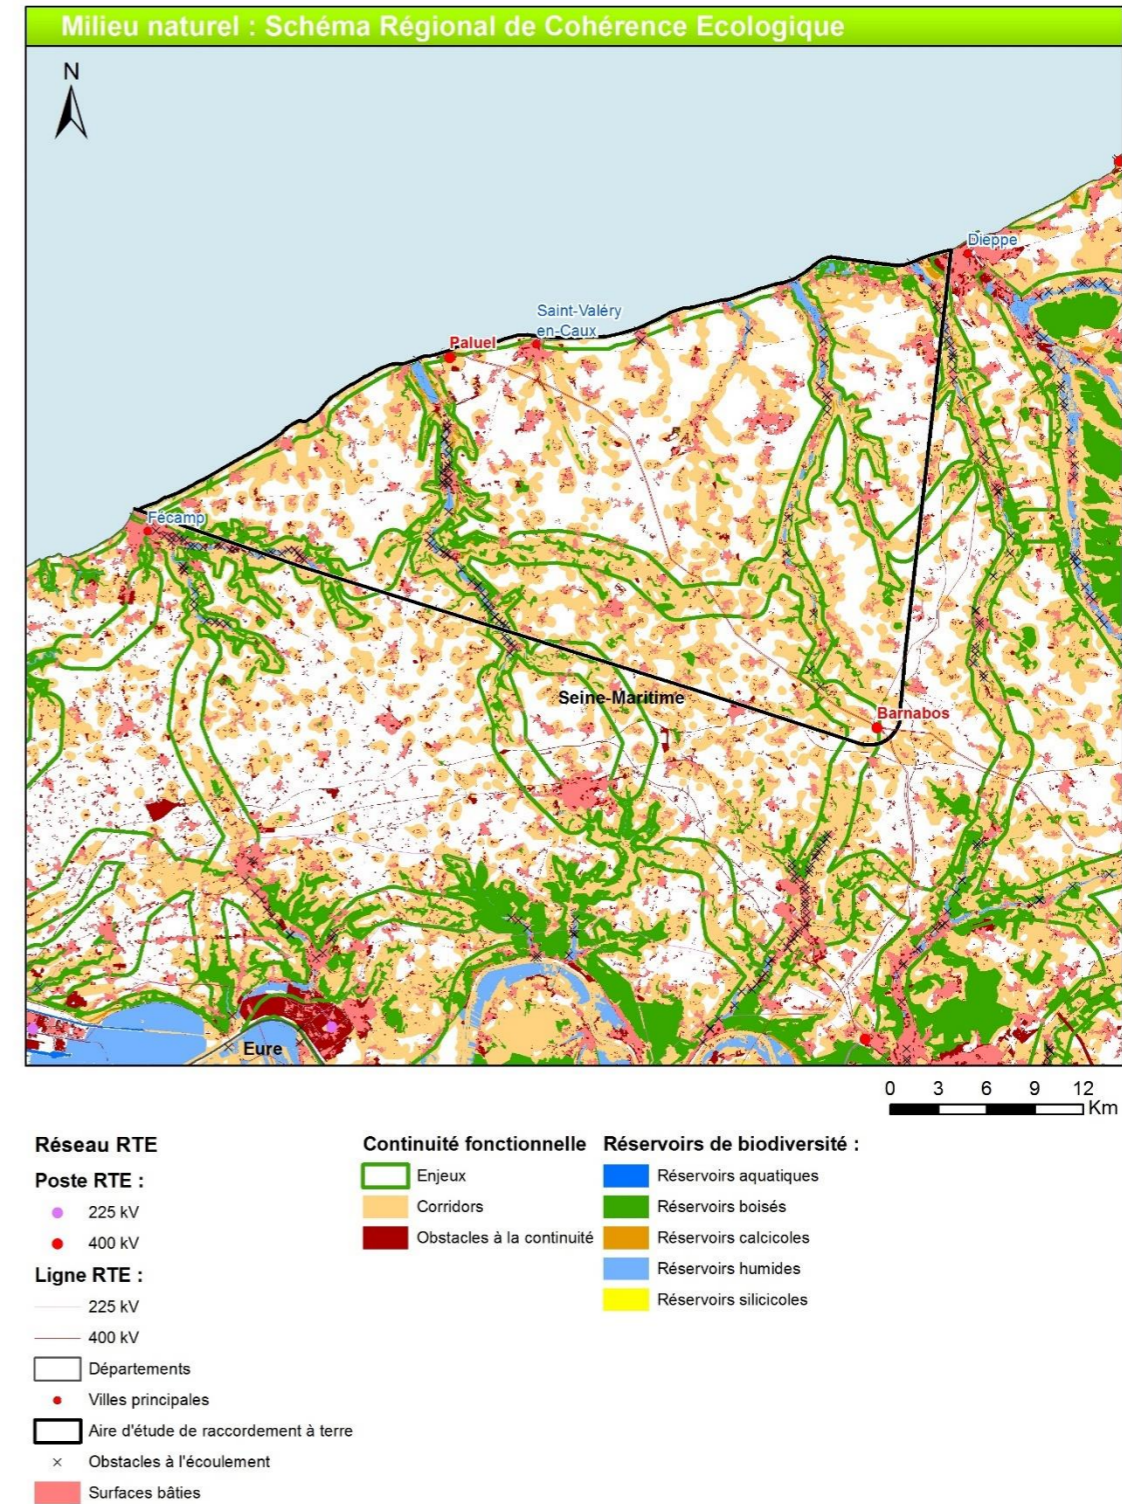 Milieu naturel : Schéma Régional de Cohérence Ecologique
N
Dieppe
Saint-Valéry
en-Caux
Paluel
Fécamp
Seine-Maritime
Barnabos
Eure
0 3 6 9 12
Km
Réseau RTE
Poste RTE :
225 kV
400 kV
Ligne RTE :
225 kV
400 kV
Départements
Villes principales
Aire d'étude de raccordement à terre
Obstacles à l'écoulement
Surfaces bâties
Continuité fonctionnelle
Enjeux
Corridors
Obstacles à la continuité
Réservoirs de biodiversité :
Réservoirs aquatiques
Réservoirs boisés
Réservoirs calcicoles
Réservoirs humides
Réservoirs silicicoles